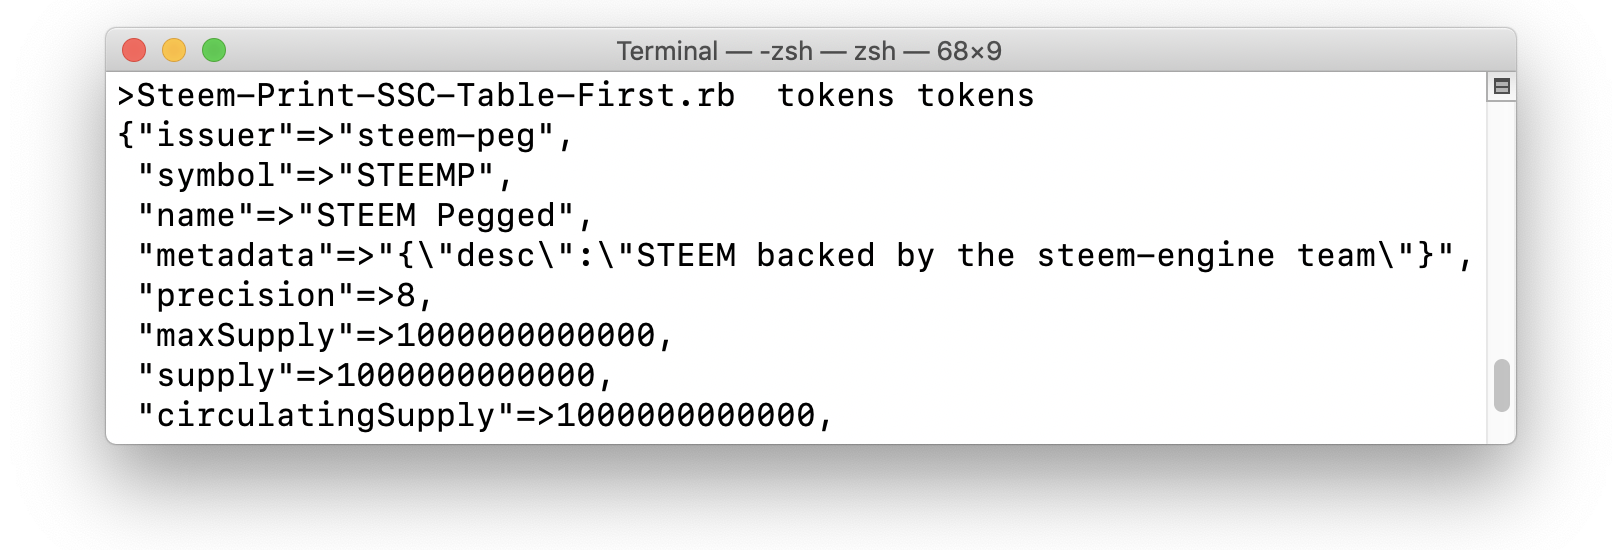 Terminal — -zsh — zsh — 68×9
>Steem-Print-SSC-Table-First.rb  tokens tokens
{"issuer"=>"steem-peg",
 "symbol"=>"STEEMP",
 "name"=>"STEEM Pegged",
 "metadata"=>"{\"desc\":\"STEEM backed by the steem-engine team\"}",
 "precision"=>8,
 "maxSupply"=>1000000000000,
 "supply"=>1000000000000,
 "circulatingSupply"=>1000000000000,